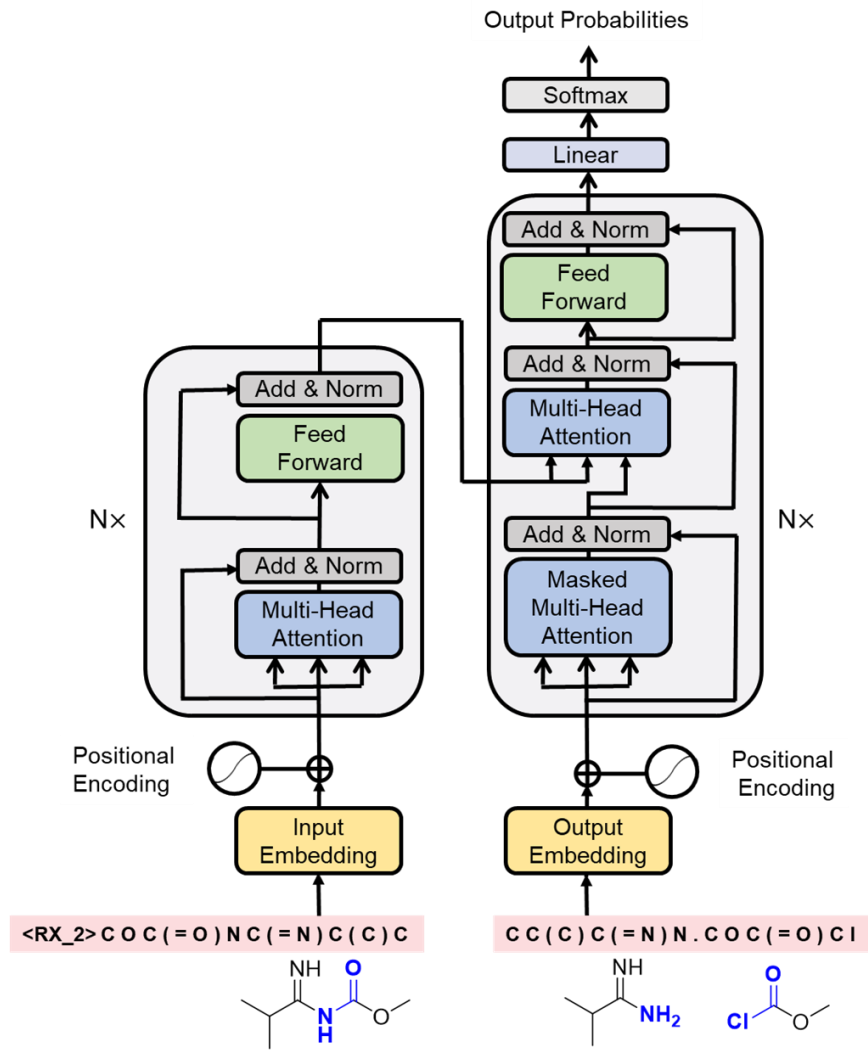 Output Probabilities
Softmax
Linear
Add & Norm
Feed
Forward
Add & Norm
Multi-Head
Attention
Add & Norm
Masked
Multi-Head
Attention
N×
Add & Norm
Feed
Forward
Add & Norm
Multi-Head
Attention
N×
Positional
Encoding
Positional
Encoding
Input
Embedding
Output
Embedding
<RX_2> C O C ( = O ) N C ( = N ) C ( C ) C
C C ( C ) C ( = N ) N . C O C ( = O ) C l
NH
O
N
H
O
NH
NH₂
O
Cl
O